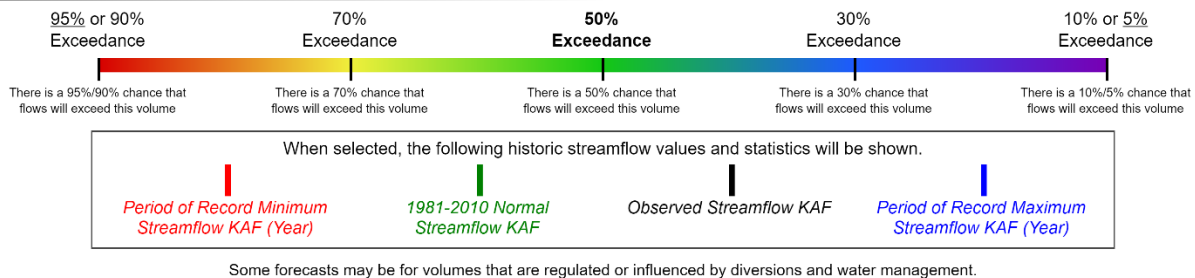 95% or 90%
Exceedance
70%
Exceedance
50%
Exceedance
30%
Exceedance
10% or 5%
Exceedance
There is a 95%/90% chance that
flows will exceed this volume
There is a 70% chance that
flows will exceed this volume
There is a 50% chance that
flows will exceed this volume
There is a 30% chance that
flows will exceed this volume
There is a 10%/5% chance that
flows will exceed this volume
When selected, the following historic streamflow values and statistics will be shown.
Period of Record Minimum
Streamflow KAF (Year)
1981-2010 Normal
Streamflow KAF
Observed Streamflow KAF
Period of Record Maximum
Streamflow KAF (Year)
Some forecasts may be for volumes that are regulated or influenced by diversions and water management.